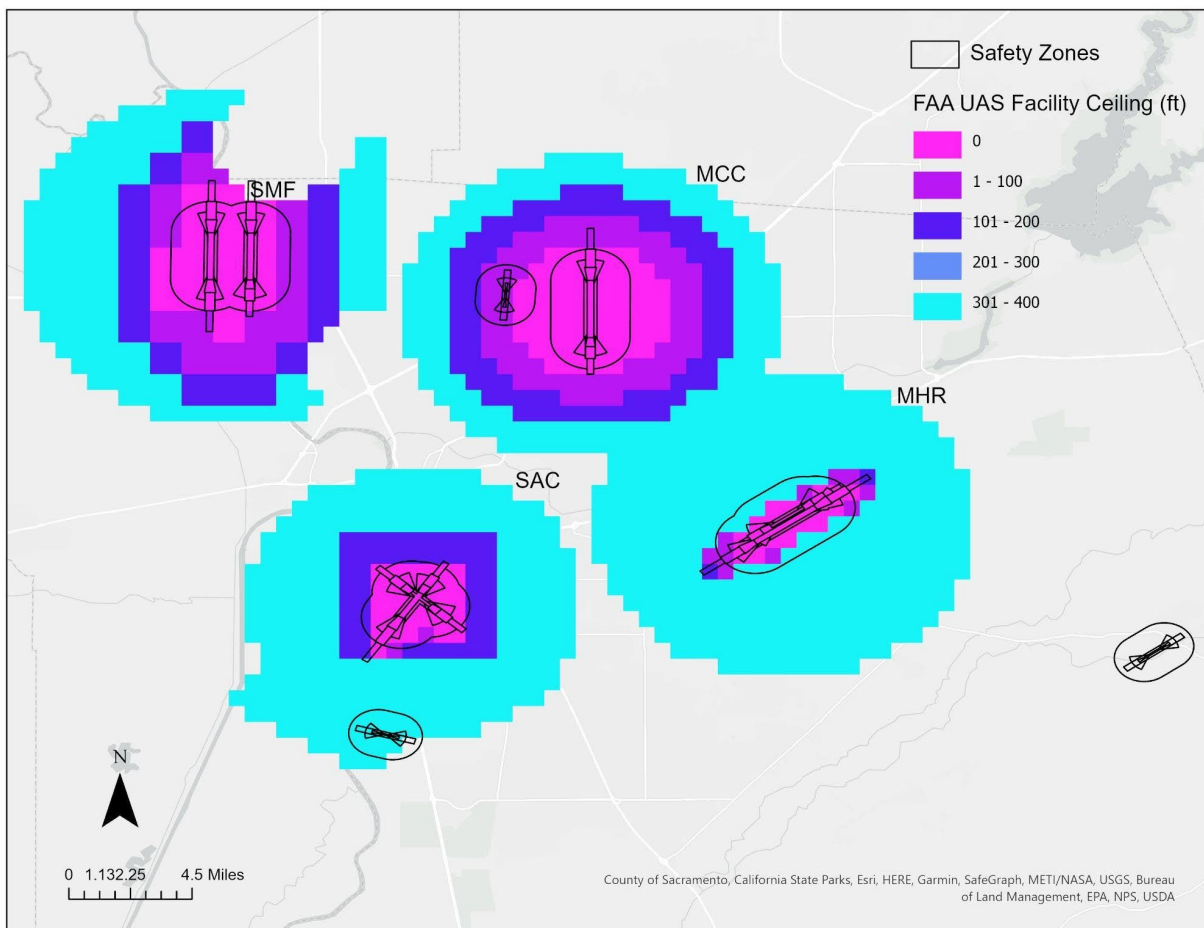 Safety Zones
FAA UAS Facility Ceiling (ft)
0
1 - 100
101 - 200
201 - 300
301 - 400
SMF
MCC
MHR
SAC
N
0 1.132.25 4.5 Miles
County of Sacramento, California State Parks, Esri, HERE, Garmin, SafeGraph, METI/NASA, USGS, Bureau
of Land Management, EPA, NPS, USDA